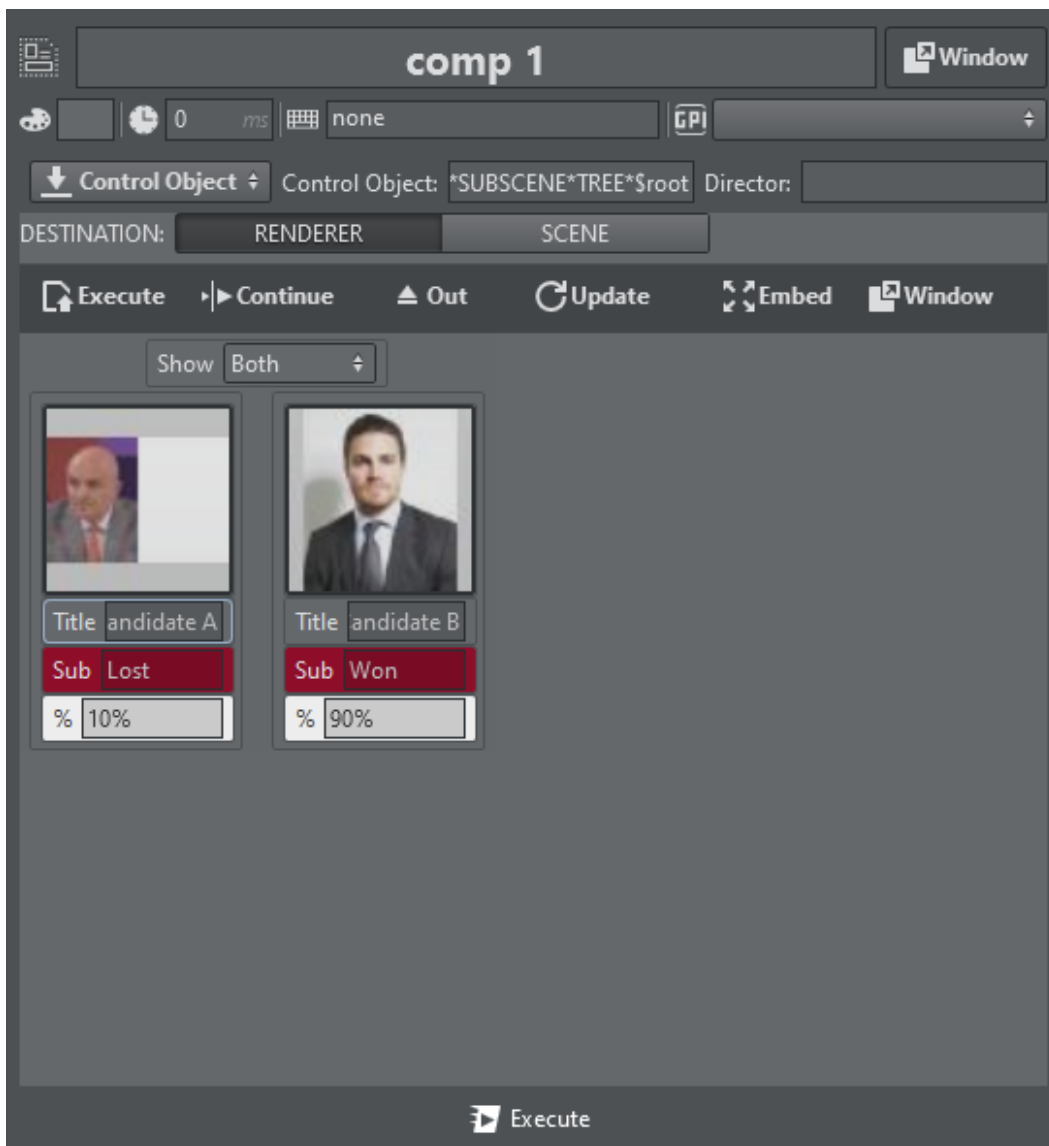 comp 1 Window
0 ms none GPI
Control Object Control Object: *SUBSCENE*TREE*$root Director:
DESTINATION: RENDERER SCENE
Execute Continue Out Update Embed Window
Show Both
Title andidate A Title andidate B
Sub Lost Sub Won
% 10% % 90%
Execute